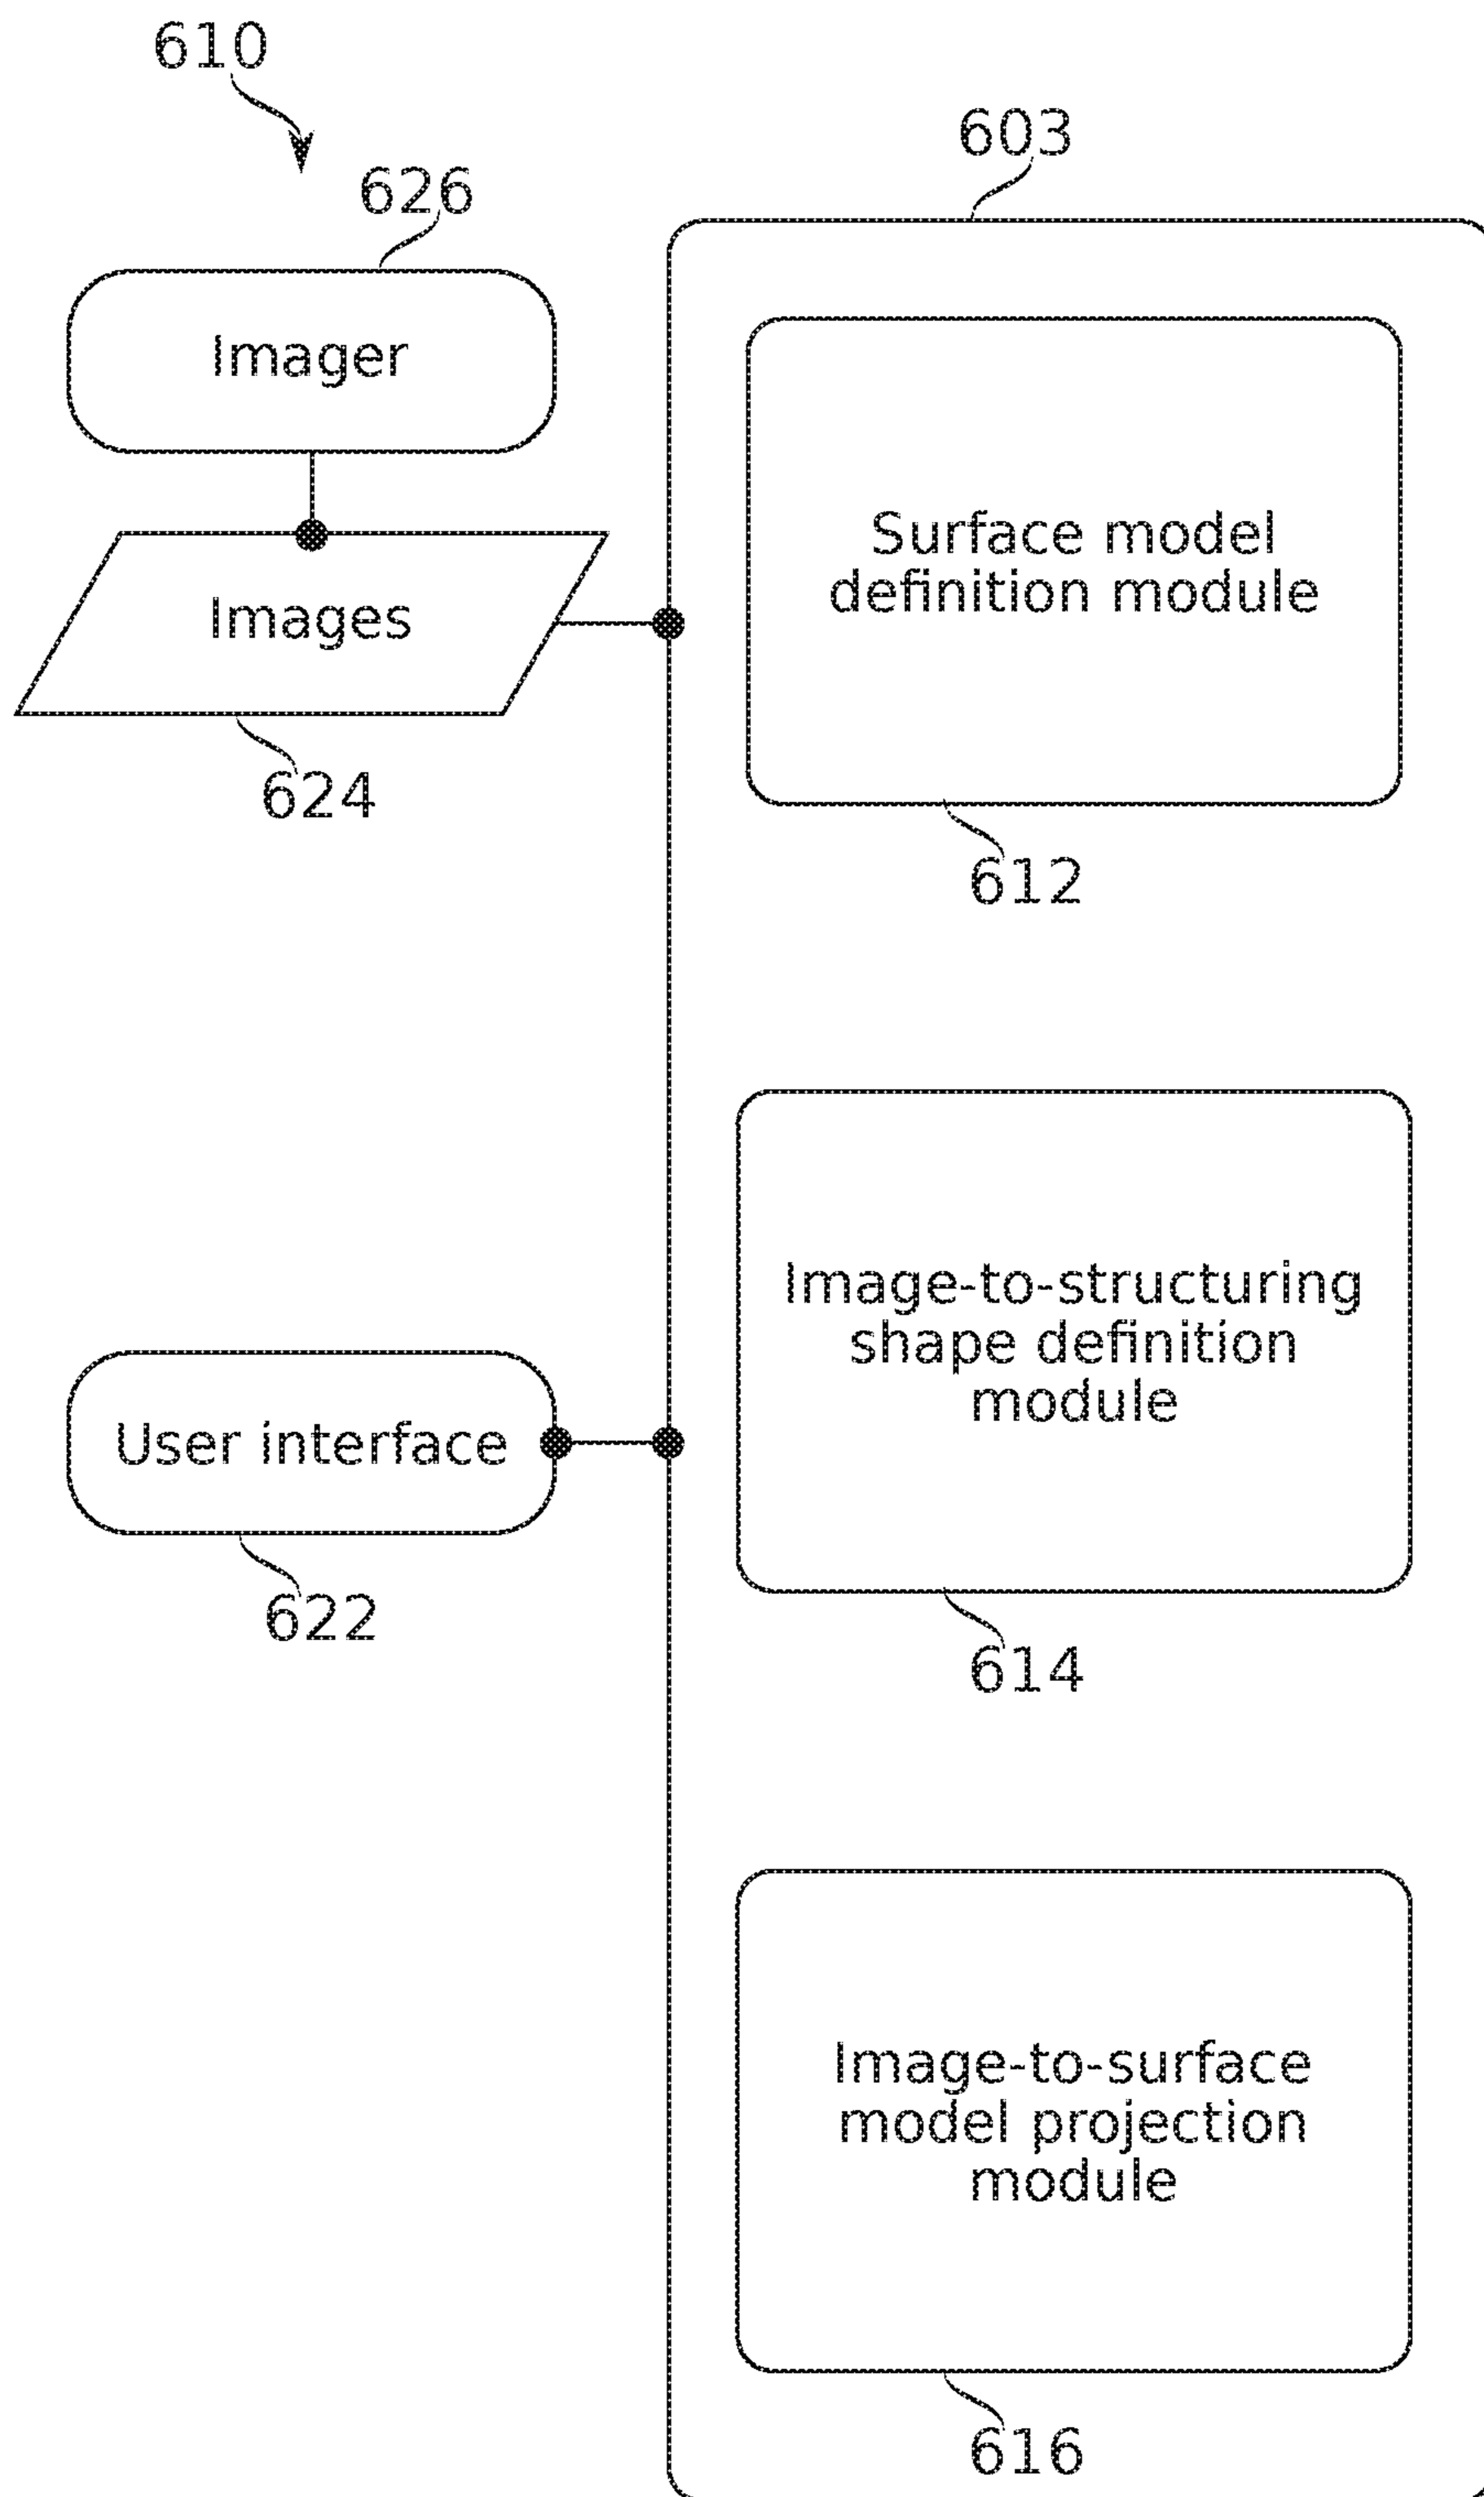 610
603
626
Imager
Surface model
definition module
Images
624
612
Image-to-structuring
shape definition
module
User interface
622
614
Image-to-surface
model projection
module
616